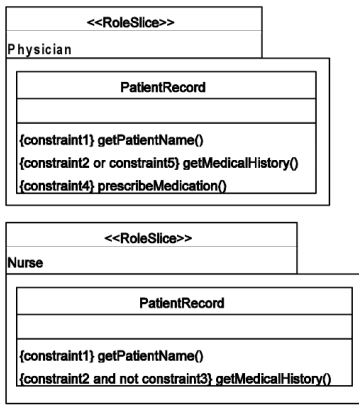 <<RoleSlice>>
Physician
PatientRecord
{constraint1} getPatientName()
{constraint2 or constraint5} getMedicalHistory()
{constraint4} prescribeMedication()
<<RoleSlice>>
Nurse
PatientRecord
{constraint1} getPatientName()
{constraint2 and not constraint3} getMedicalHistory()